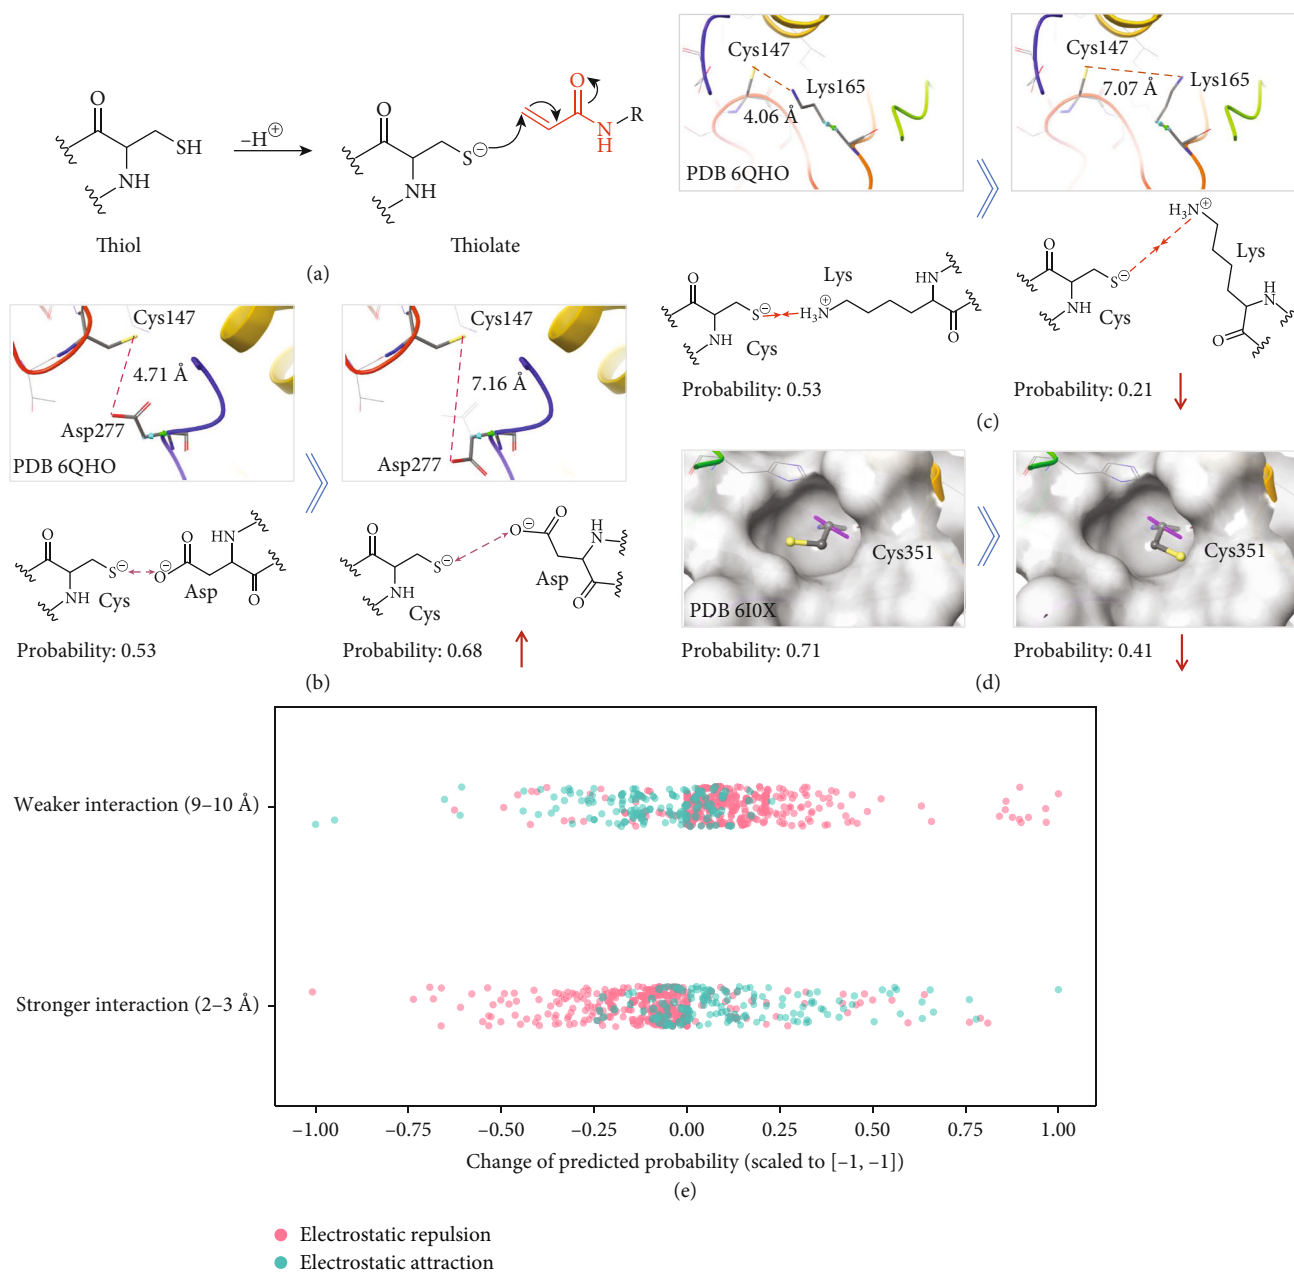 O
SH
NH
Thiol
–H⊕
O
S⊖
NH
O
N
H
R
Thiolate
(a)
Cys147
4.71 Å
Asp277
PDB 6QHO
Cys147
7.16 Å
Asp277
O
S⊖
NH
Cys
O
⊖O
HN
O
Asp
Probability: 0.53
O
S⊖
NH
Cys
O
O⊖
H
N
O
Asp
Probability: 0.68
(b)
Cys147
Lys165
4.06 Å
PDB 6QHO
Cys147
Lys165
7.07 Å
O
S⊖
NH
Cys
Lys
H₃N⊕
HN
O
Probability: 0.53
H₃N⊕
Lys
O
S⊖
NH
Cys
H
N
O
Probability: 0.21
(c)
Cys351
PDB 6I0X
Probability: 0.71
Cys351
Probability: 0.41
(d)
Weaker interaction (9–10 Å)
Stronger interaction (2–3 Å)
–1.00 –0.75 –0.50 –0.25 0.00 0.25 0.50 0.75 1.00
Change of predicted probability (scaled to [–1, –1])
(e)
Electrostatic repulsion
Electrostatic attraction